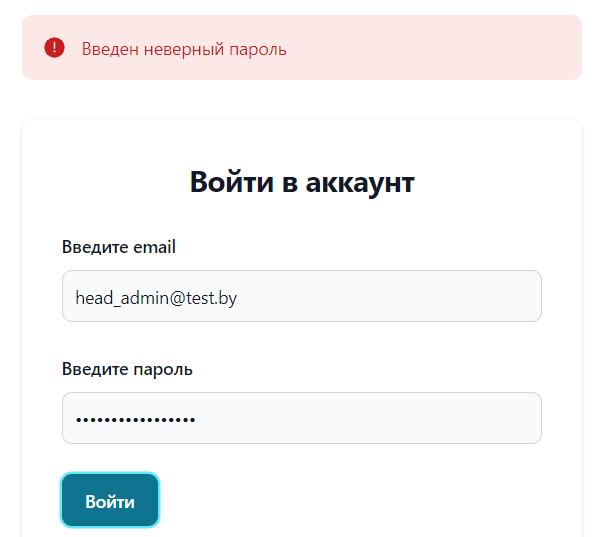 Введен неверный пароль
Войти в аккаунт
Введите email
head_admin@test.by
Введите пароль
•••••••••••••••••
Войти